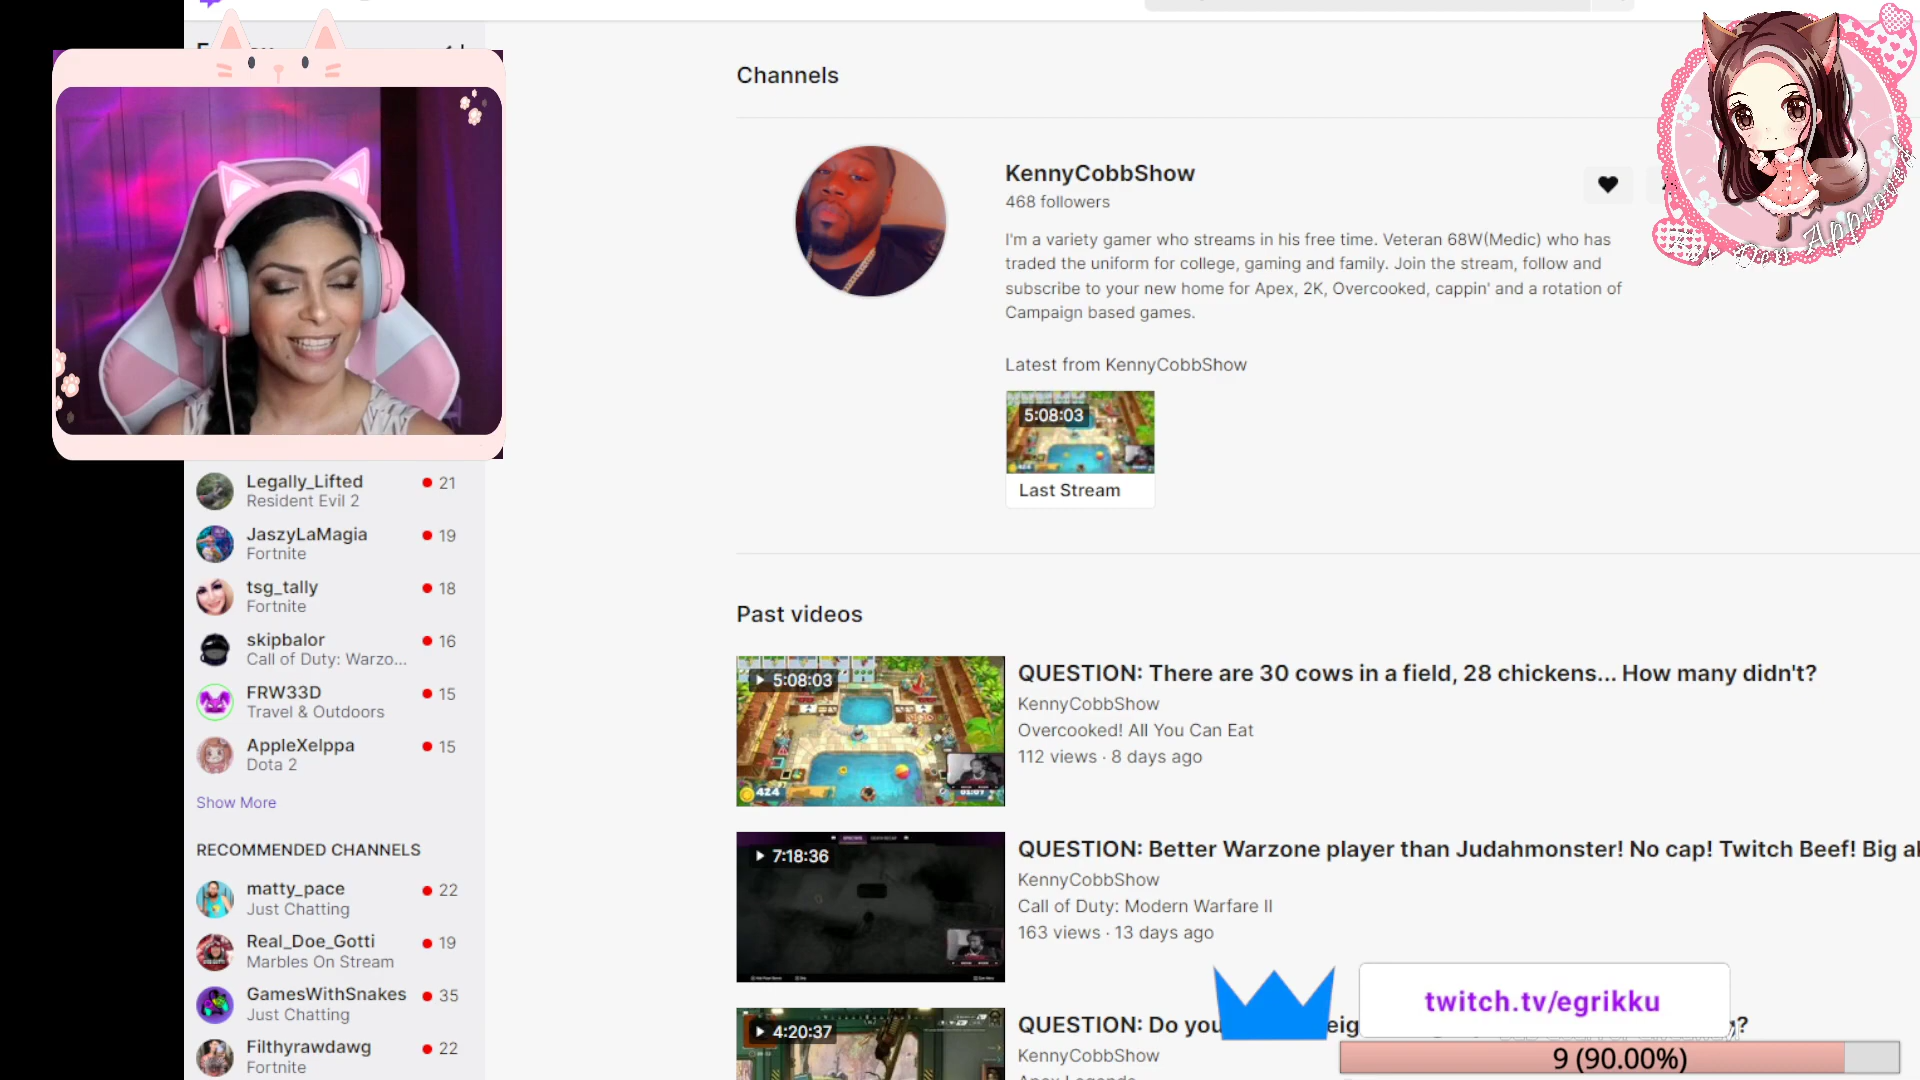 Channels
KennyCobbShow
468 followers
I'm a variety gamer who streams in his free time. Veteran 68W(Medic) who has
traded the uniform for college, gaming and family. Join the stream, follow and
subscribe to your new home for Apex, 2K, Overcooked, cappin' and a rotation of
Campaign based games.
Latest from KennyCobbShow
5:08:03
Last Stream
Approved
Legally_Lifted 21
Resident Evil 2
JaszyLaMagia 19
Fortnite
tsg_tally 18
Fortnite
skipbalor 16
Call of Duty: Warzo...
FRW33D 15
Travel & Outdoors
AppleXelppa 15
Dota 2
Show More
RECOMMENDED CHANNELS
matty_pace 22
Just Chatting
Real_Doe_Gotti 19
Marbles On Stream
GamesWithSnakes 35
Just Chatting
Filthyrawdawg 22
Fortnite
Past videos
5:08:03
424
QUESTION: There are 30 cows in a field, 28 chickens... How many didn't?
KennyCobbShow
Overcooked! All You Can Eat
112 views · 8 days ago
7:18:36
QUESTION: Better Warzone player than Judahmonster! No cap! Twitch Beef! Big
KennyCobbShow
Call of Duty: Modern Warfare II
163 views · 13 days ago
4:20:37
QUESTION: Do you
KennyCobbShow
Apex Legends
twitch.tv/egrikku
9 (90.00%)